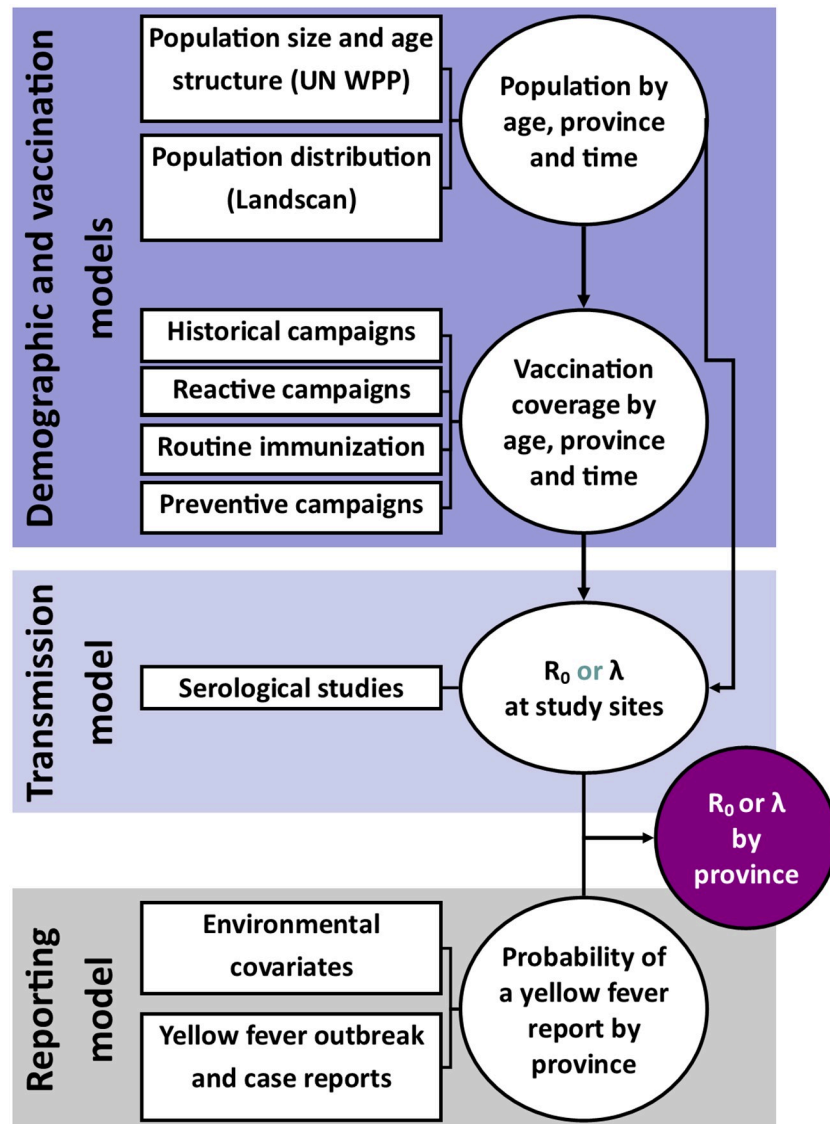 Demographic and vaccination
models
Population size and age
structure (UN WPP)
Population distribution
(Landscan)
Population by
age, province
and time
Historical campaigns
Reactive campaigns
Routine immunization
Preventive campaigns
Vaccination
coverage by
age, province
and time
Transmission
model
Serological studies
R₀ or λ
at study sites
R₀ or λ
by
province
Reporting
model
Environmental
covariates
Yellow fever outbreak
and case reports
Probability of
a yellow fever
report by
province